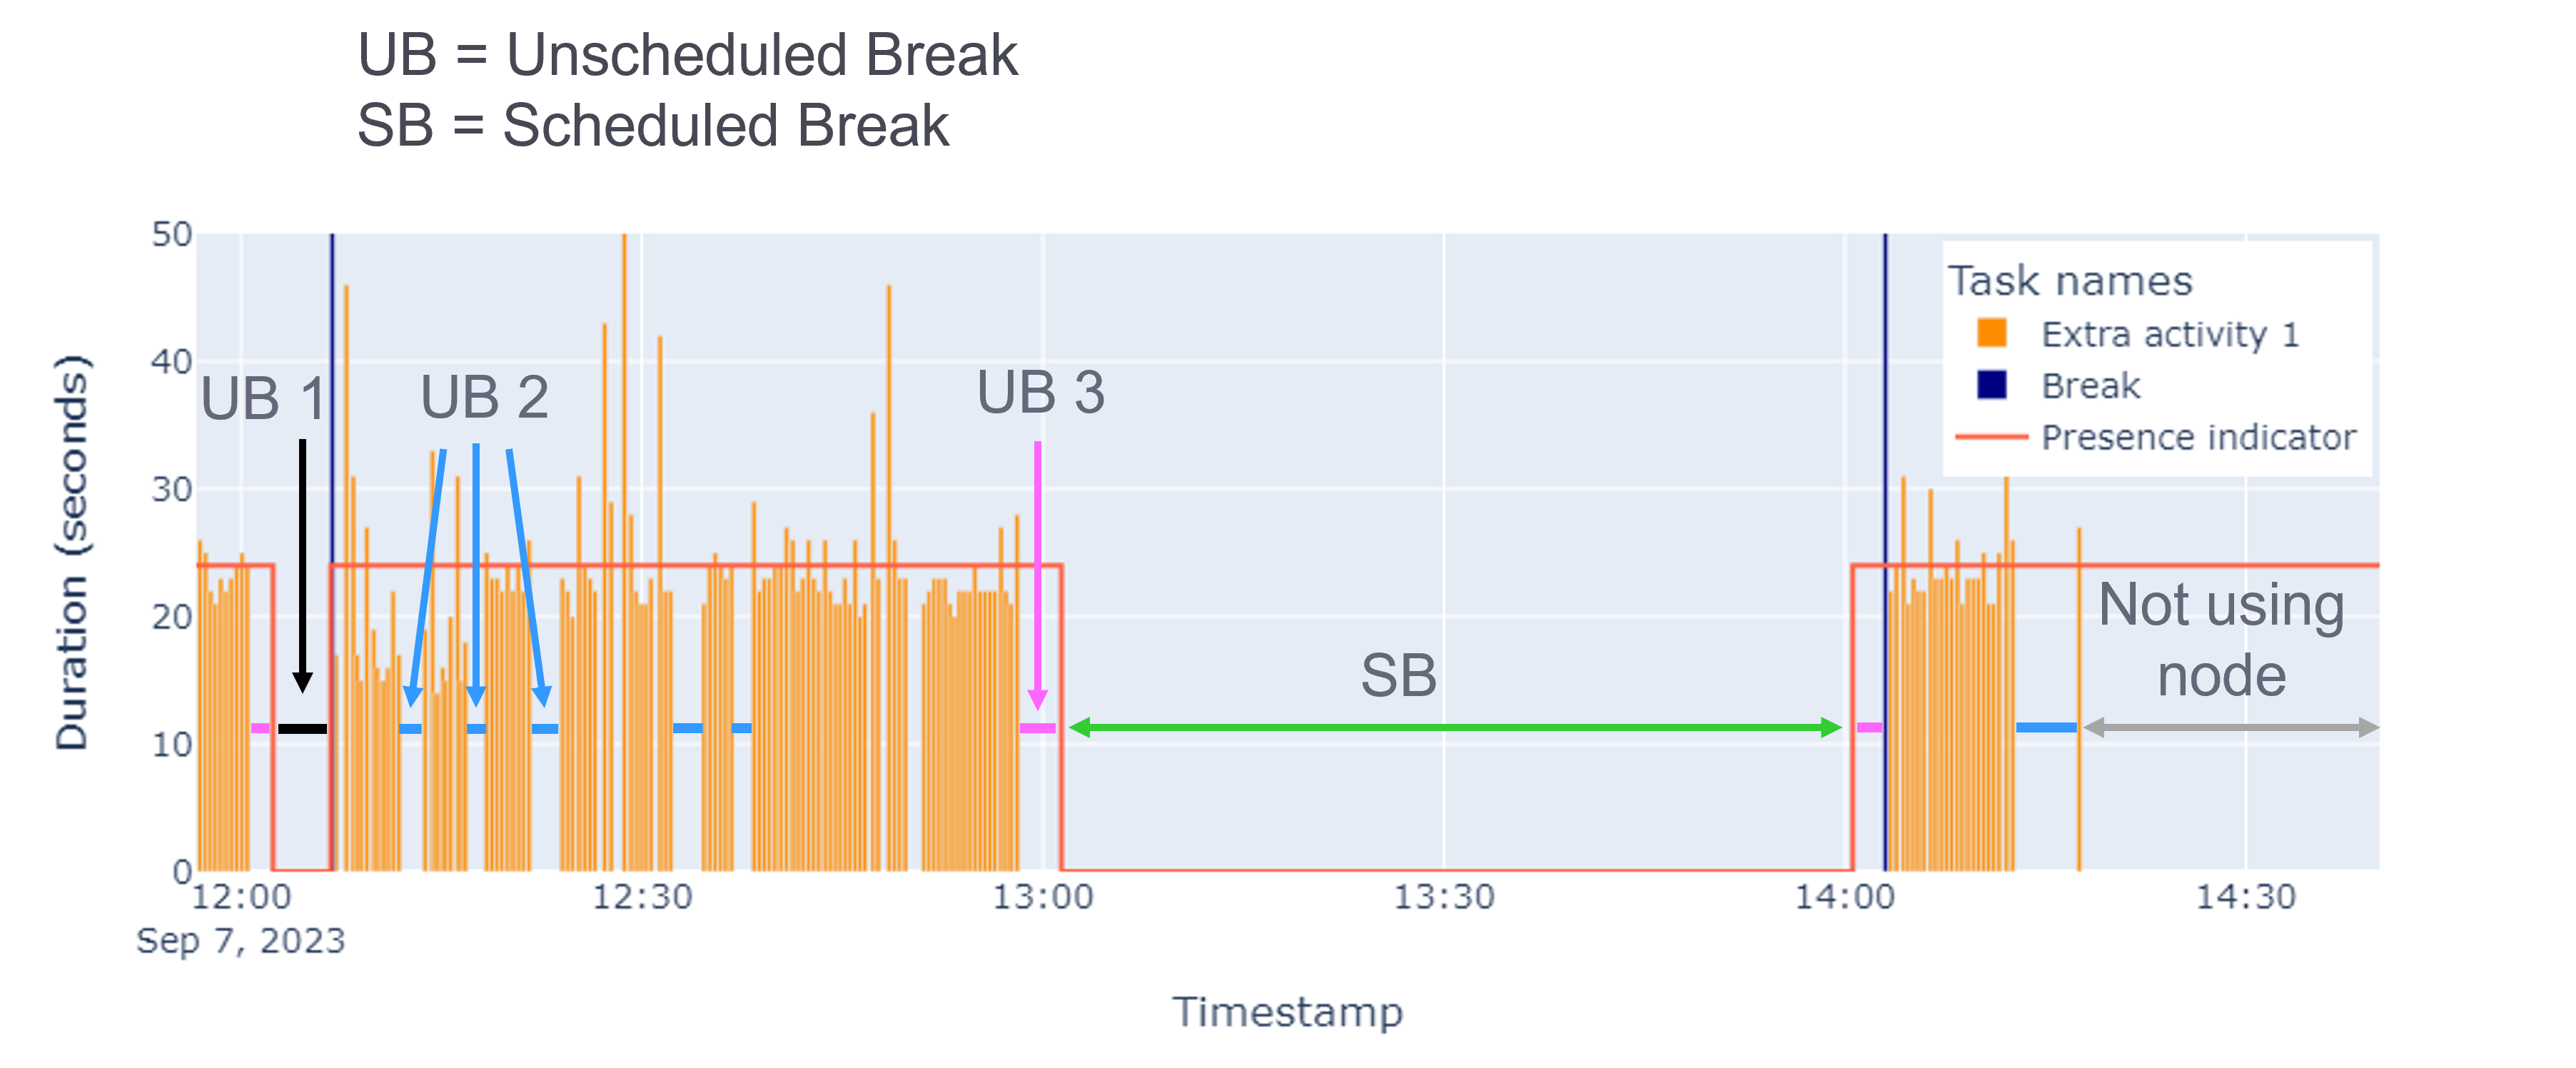 UB = Unscheduled Break
SB = Scheduled Break
Duration (seconds)
50
40
30
20
10
0
UB 1
UB 2
UB 3
SB
Not using
node
Task names
Extra activity 1
Break
Presence indicator
12:00
12:30
13:00
13:30
14:00
14:30
Sep 7, 2023
Timestamp